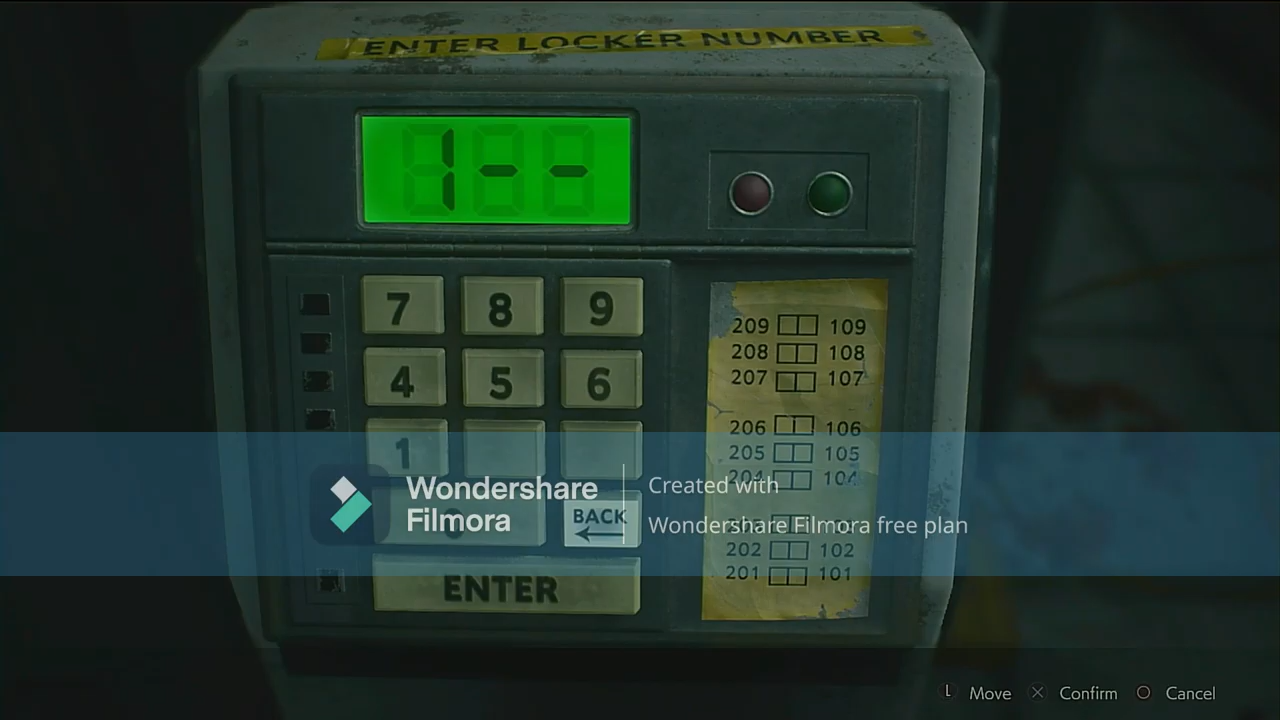 ENTER LOCKER NUMBER
1--
7 8 9
4 5 6
1
BACK
ENTER
209 109
208 108
207 107
206 106
205 105
204 104
202 102
201 101
Wondershare
Filmora
Created with
Wondershare Filmora free plan
L Move Confirm Cancel